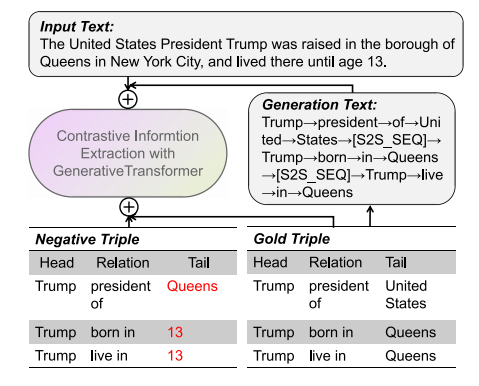 Input Text:
The United States President Trump was raised in the borough of
Queens in New York City, and lived there until age 13.
Contrastive Informtion
Extraction with
GenerativeTransformer
Generation Text:
Trump→president→of→Uni
ted→States→[S2S_SEQ]→
Trump→born→in→Queens
→[S2S_SEQ]→Trump→live
→in→Queens
Negative Triple
Head Relation Tail
Trump president of Queens
Trump born in 13
Trump live in 13
Gold Triple
Head Relation Tail
Trump president of United States
Trump born in Queens
Trump live in Queens